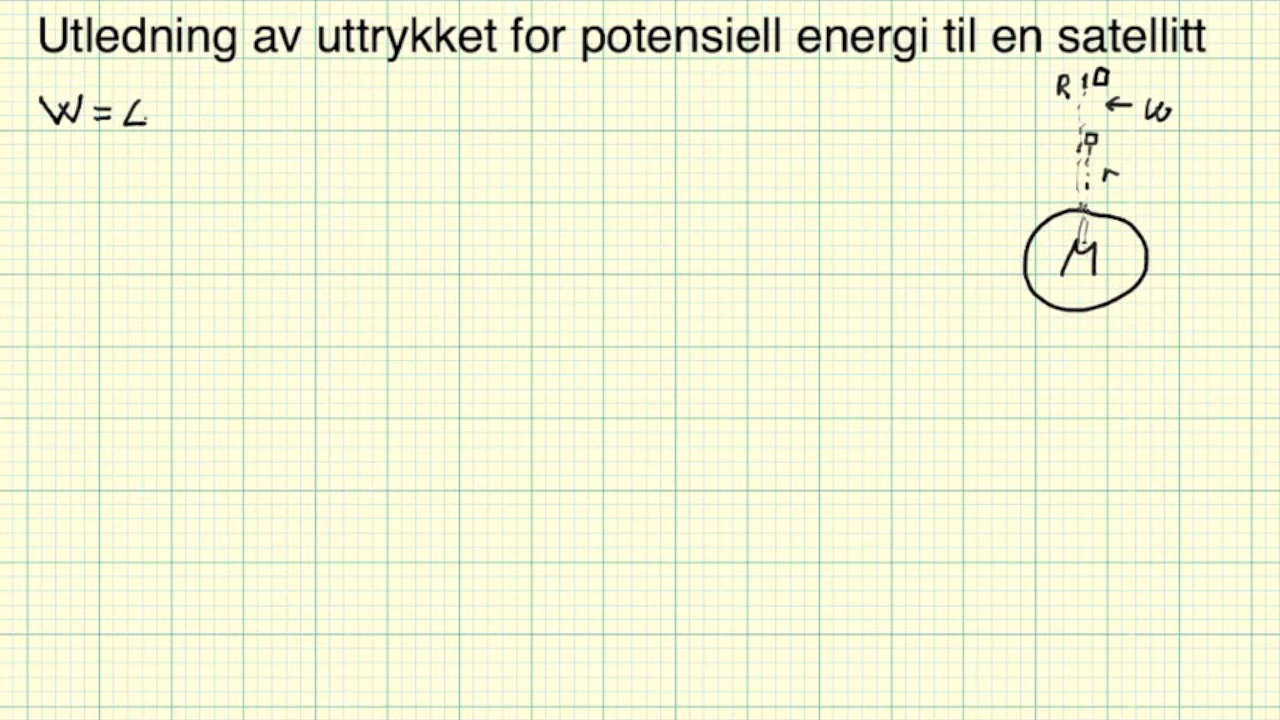 Utledning av uttrykket for potensiell energi til en satellitt
W = L
R
← W
r
M